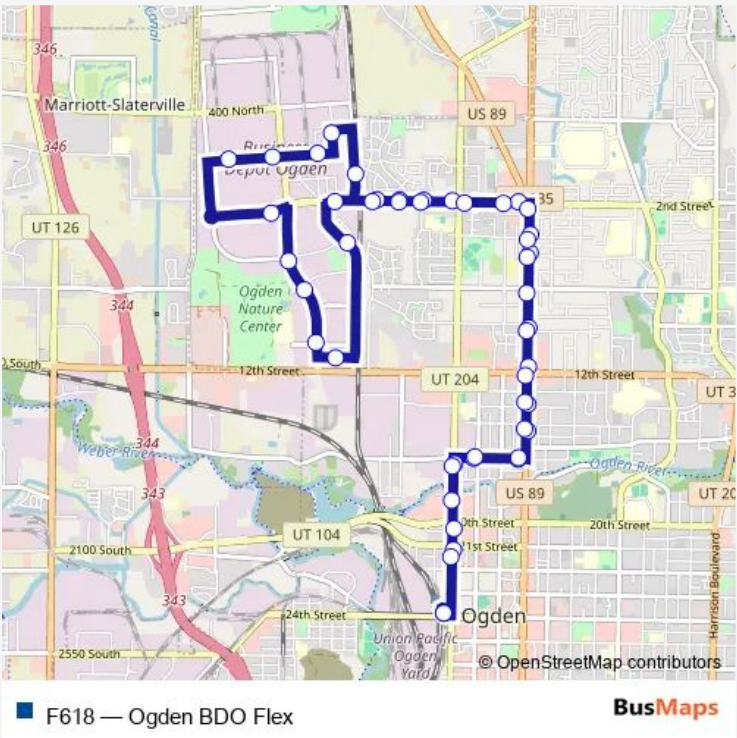 346
Canal
Marriott-Slaterville
400 North
US 89
346
Business
Depot Ogden
35
2nd Street
UT 126
344
Ogden
Nature
Center
South
12th Street
UT 204
12th Street
UT 3
344
Weber River
Ogden River
343
US 89
UT 20
UT 104
0th Street
20th Street
2100 South
21st Street
Harrison Boulevard
343
24th Street
Ogden
Union Pacific
Ogden
Yard
2550 South
© OpenStreetMap contributors
F618 — Ogden BDO Flex
BusMaps